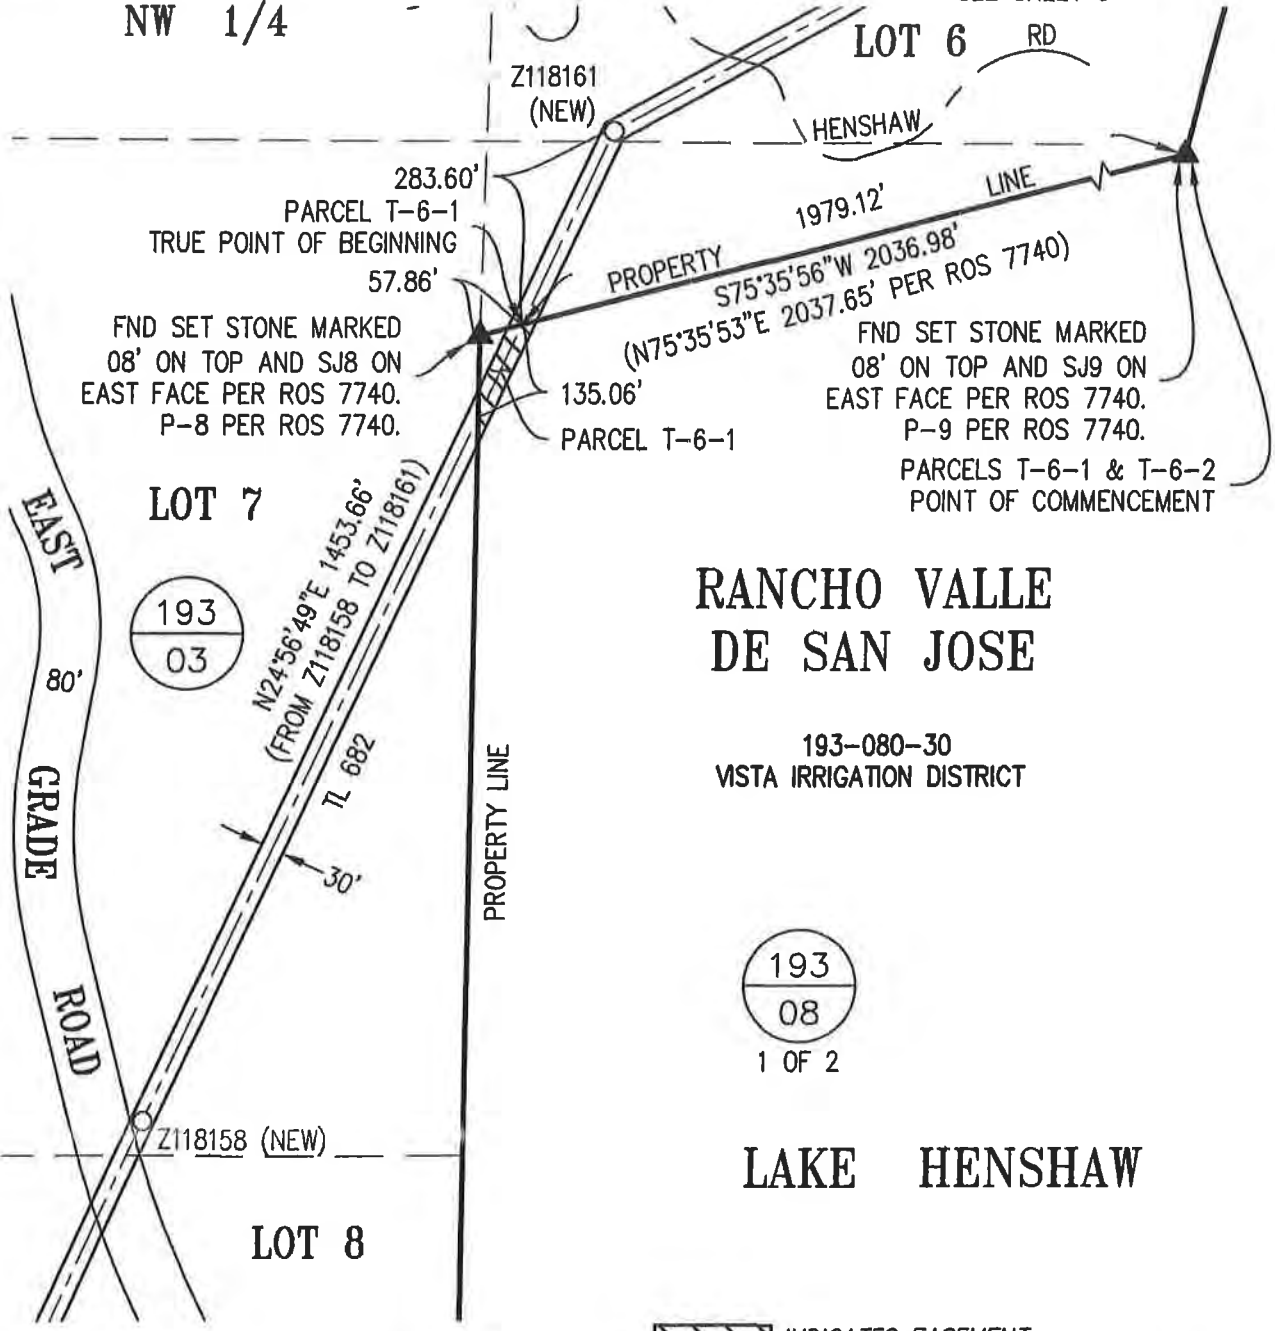 NW 1/4
LOT 6
RD
Z118161
(NEW)
HENSHAW
283.60'
PARCEL T-6-1
TRUE POINT OF BEGINNING
57.86'
1979.12'
PROPERTY LINE
S75°35'56"W 2036.98'
(N75°35'53"E 2037.65' PER ROS 7740)
FND SET STONE MARKED
08' ON TOP AND SJ8 ON
EAST FACE PER ROS 7740.
P-8 PER ROS 7740.
135.06'
PARCEL T-6-1
FND SET STONE MARKED
08' ON TOP AND SJ9 ON
EAST FACE PER ROS 7740.
P-9 PER ROS 7740.
PARCELS T-6-1 & T-6-2
POINT OF COMMENCEMENT
LOT 7
EAST GRADE ROAD
80'
193
03
N24°56'49"E 1453.66'
(FROM Z118158 TO Z118161)
TL 682
30'
PROPERTY LINE
RANCHO VALLE
DE SAN JOSE
193-080-30
VISTA IRRIGATION DISTRICT
193
08
1 OF 2
Z118158 (NEW)
LAKE HENSHAW
LOT 8
INDICATES EASEMENT